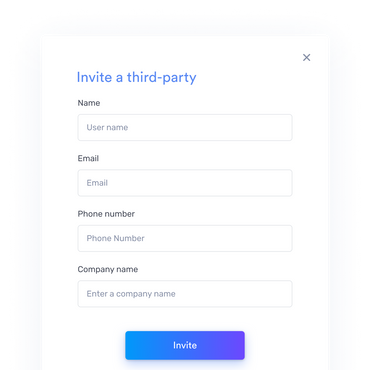 Invite a third-party
Name
User name
Email
Email
Phone number
Phone Number
Company name
Enter a company name
Invite